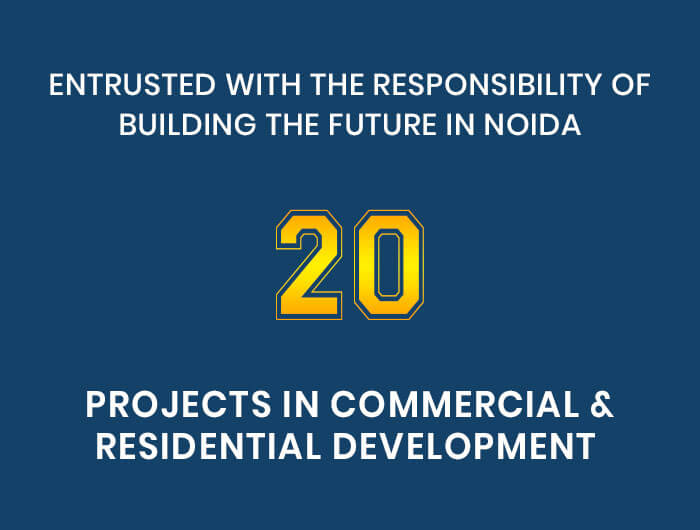 ENTRUSTED WITH THE RESPONSIBILITY OF
BUILDING THE FUTURE IN NOIDA
20
PROJECTS IN COMMERCIAL &
RESIDENTIAL DEVELOPMENT